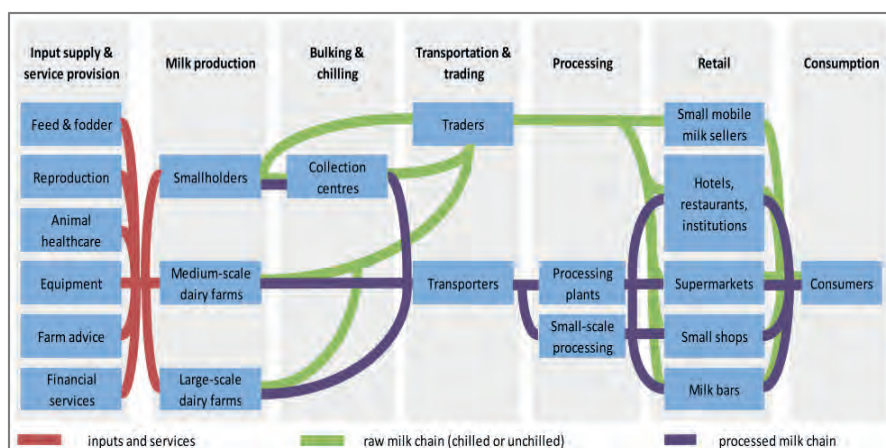 Input supply &
service provision
Milk production
Bulking &
chilling
Transportation &
trading
Processing
Retail
Consumption
Feed & fodder
Reproduction
Animal
healthcare
Equipment
Farm advice
Financial
services
Smallholders
Medium-scale
dairy farms
Large-scale
dairy farms
Collection
centres
Traders
Transporters
Processing
plants
Small-scale
processing
Small mobile
milk sellers
Hotels,
restaurants,
institutions
Supermarkets
Small shops
Milk bars
Consumers
inputs and services
raw milk chain (chilled or unchilled)
processed milk chain